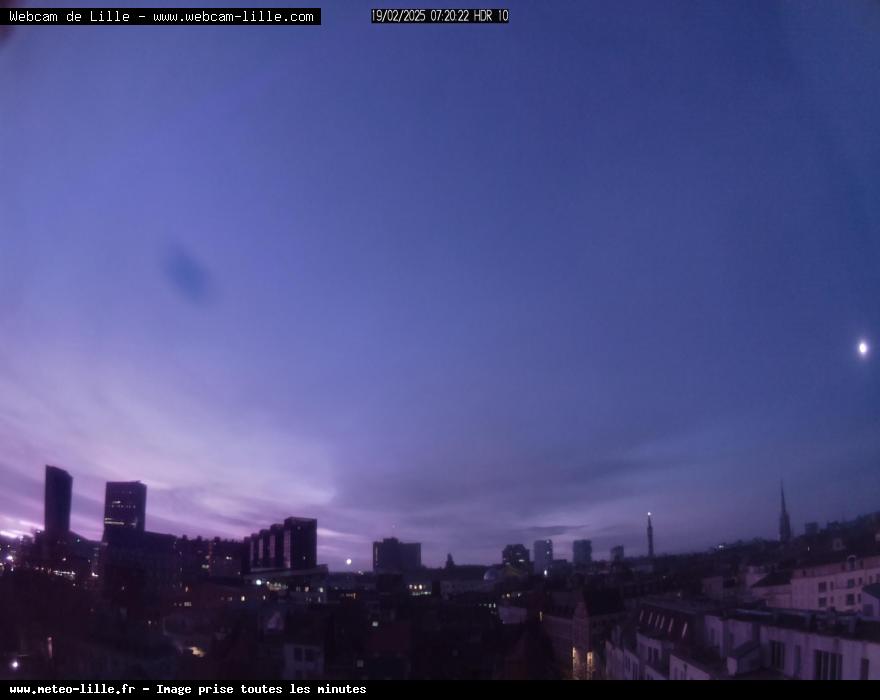 Webcam de Lille - www.webcam-lille.com
19/02/2025 07:20:22 HDR 10
www.meteo-lille.fr - Image prise toutes les minutes